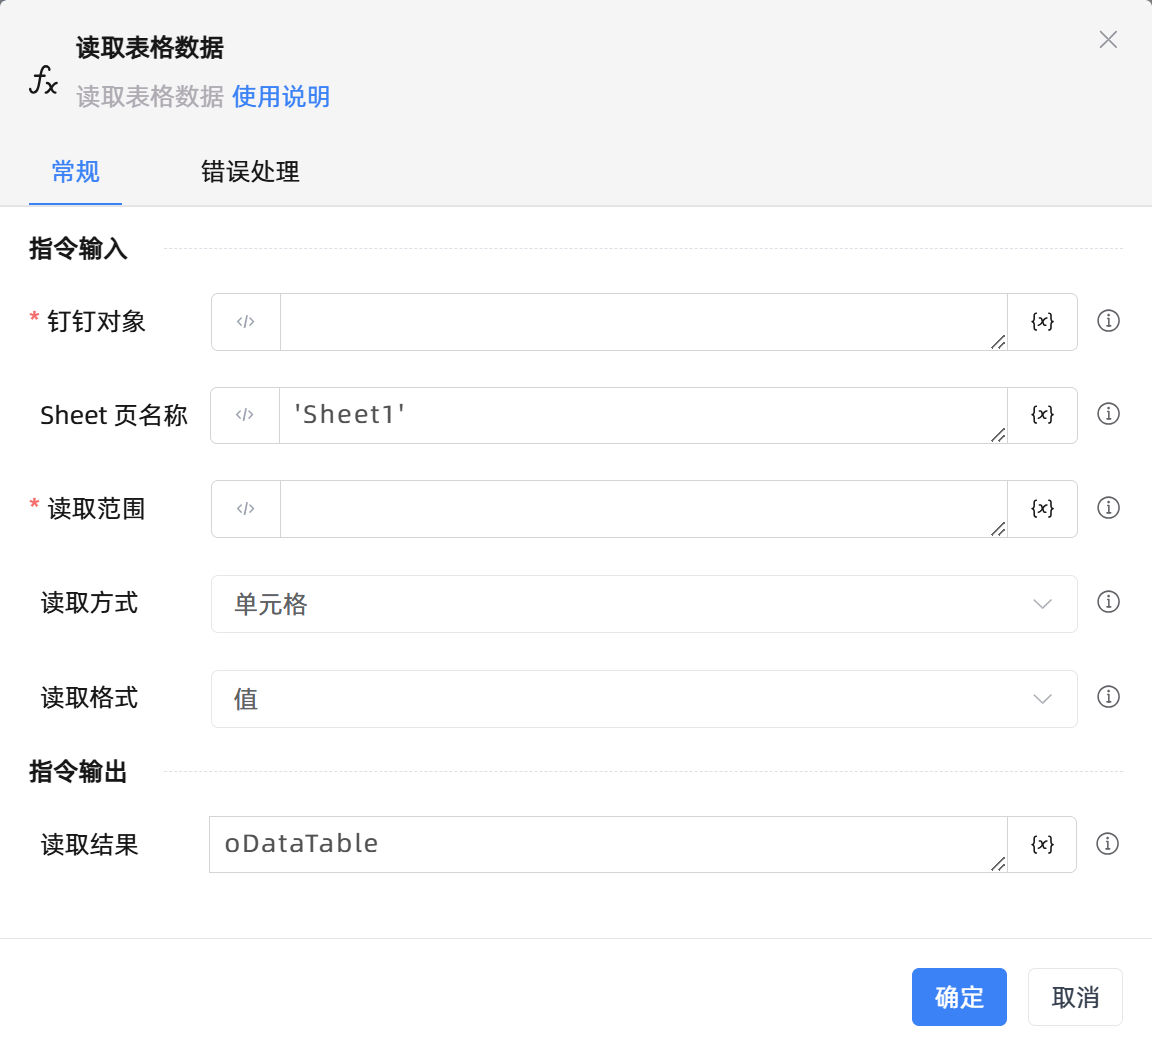 读取表格数据
fx
读取表格数据 使用说明
常规 错误处理
指令输入
* 钉钉对象 </> {x}
Sheet 页名称 </> 'Sheet1' {x}
* 读取范围 </> {x}
读取方式 单元格
读取格式 值
指令输出
读取结果 oDataTable {x}
确定 取消